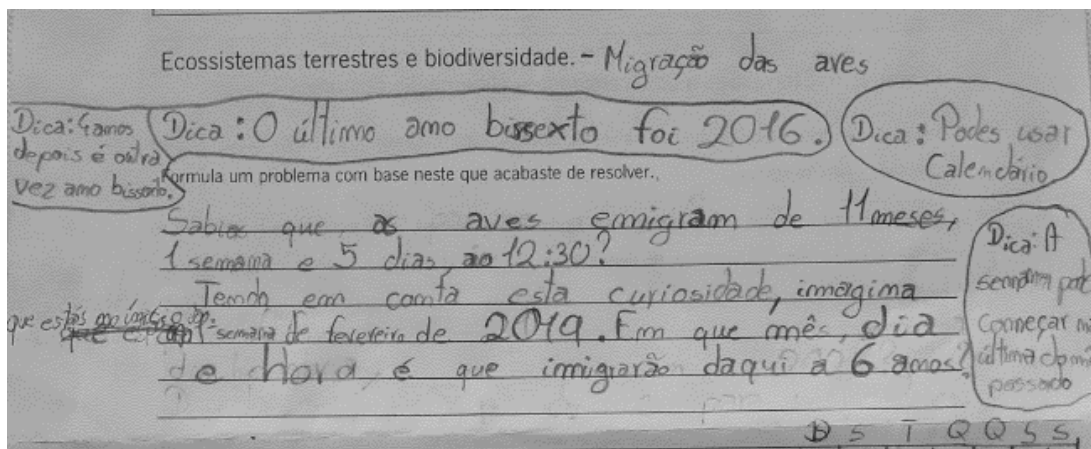 Ecossistemas terrestres e biodiversidade. - Migração das aves
Dica: 4 anos
depois é outra
vez ano bissexto.
Dica: O último ano bissexto foi 2016.
Dica: Podes usar
Calendário
Formula um problema com base neste que acabaste de resolver.
Sabias que as aves emigram de 11 meses,
1 semana e 5 dias, ao 12:30?
Tendo em conta esta curiosidade, imagina
que estás no início da 1ª semana de fevereiro de 2019. Em que mês, dia
e hora é que imigrarão daqui a 6 anos?
Dica: A
semana pode
começar na
última do mês
passado
D S T Q Q S S